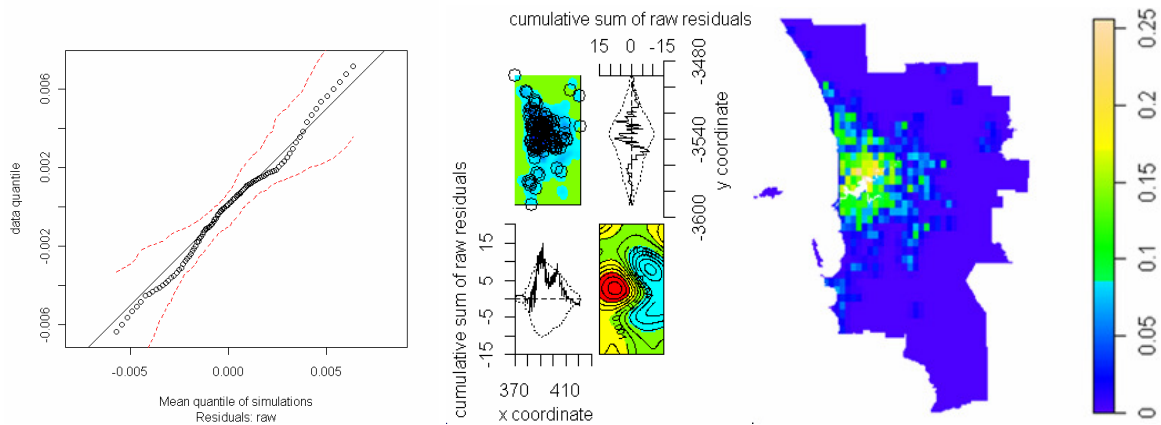 0.006
0.002
-0.002
-0.006
data quantile
-0.005
0.000
0.005
Mean quantile of simulations
Residuals: raw
cumulative sum of raw residuals
15 0 -15
-3480
-3540
-3600
y coordinate
cumulative sum of raw residuals
15
5
-5
-15
370 410
x coordinate
0.25
0.2
0.15
0.1
0.05
0